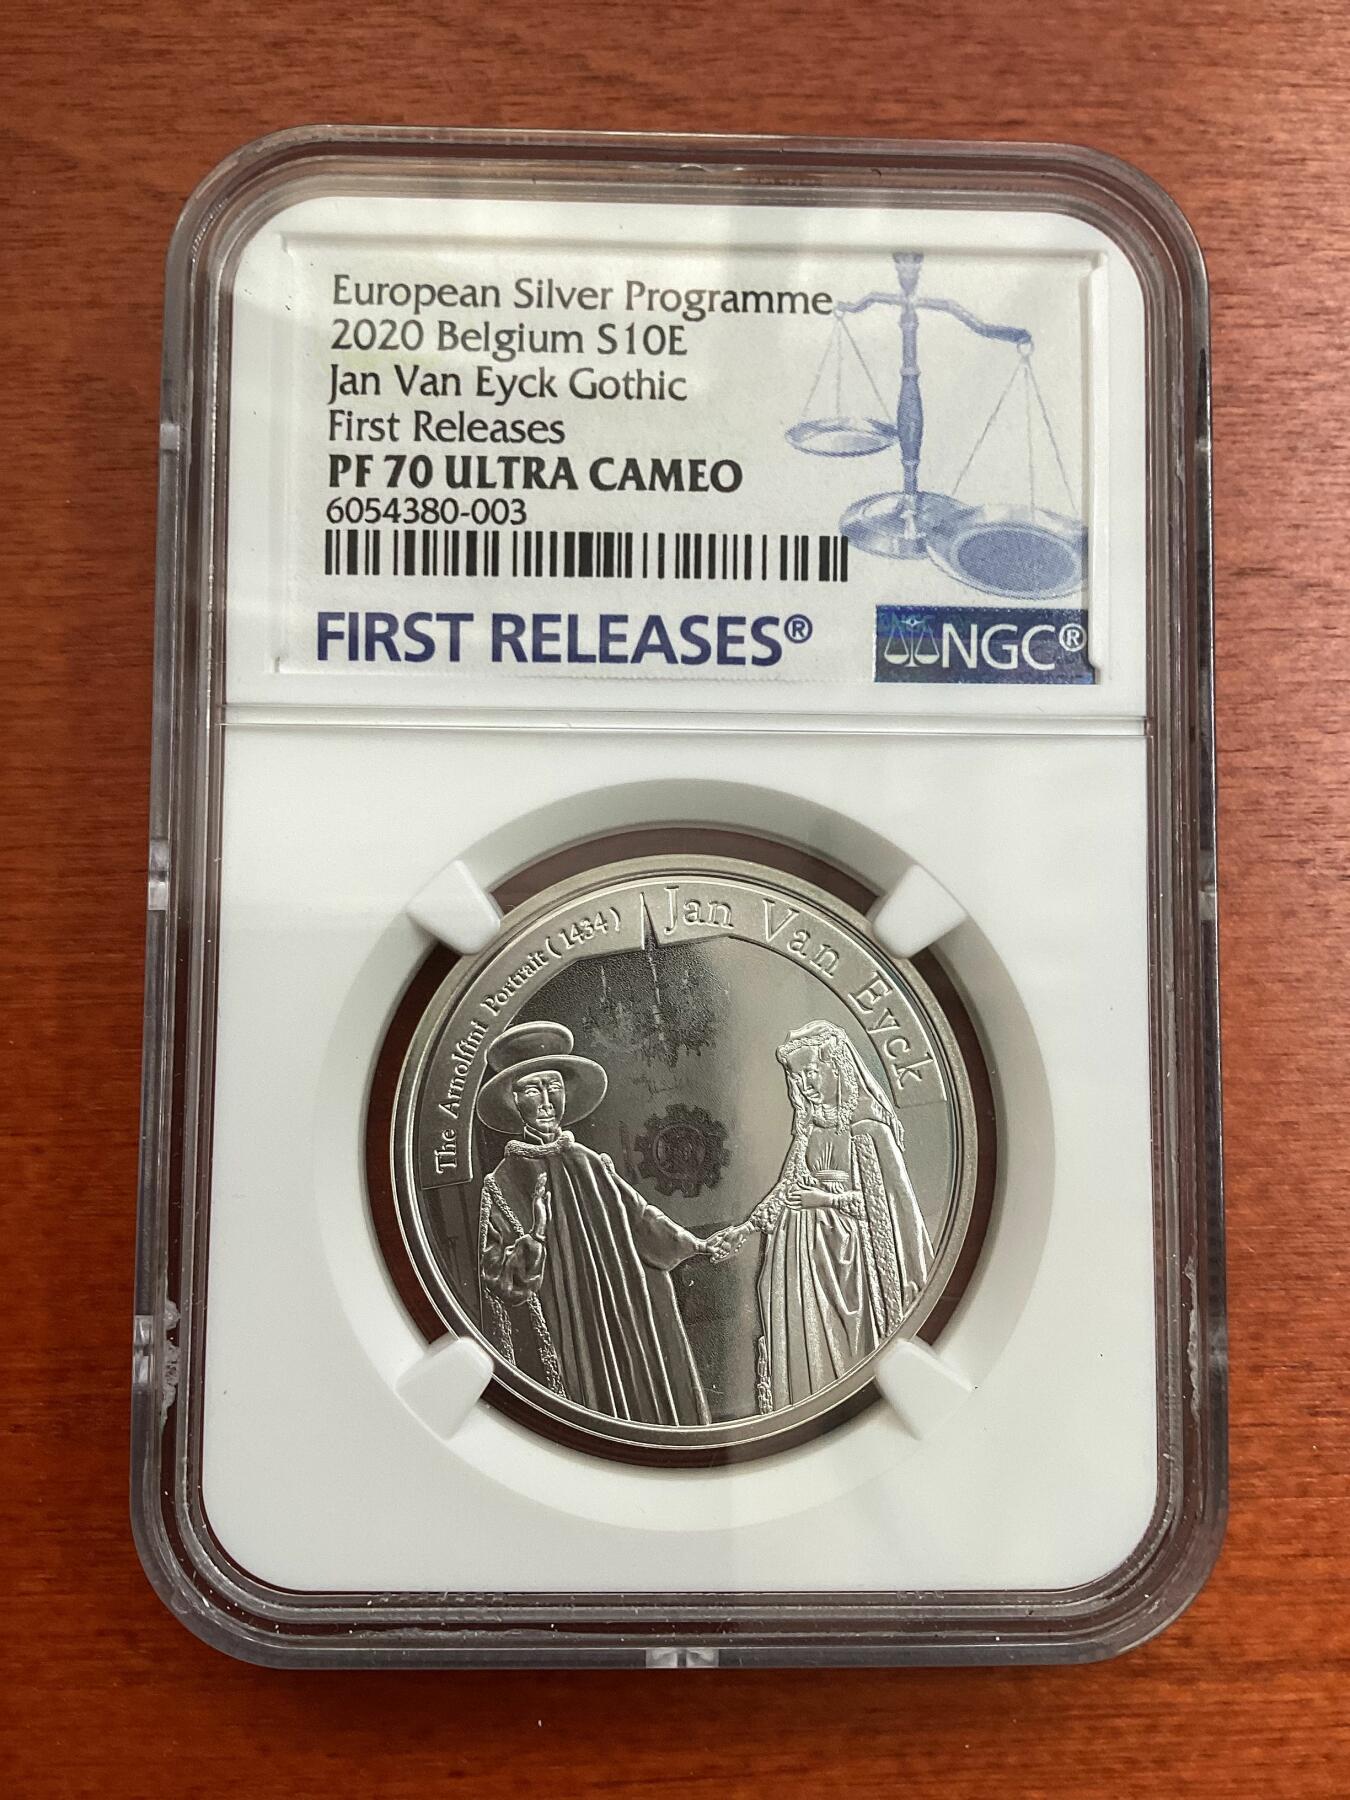 European Silver Programme
2020 Belgium S10E
Jan Van Eyck Gothic
First Releases
PF 70 ULTRA CAMEO
6054380-003
FIRST RELEASES®
NGC®
The Arnolfini Portrait (1434)
Jan Van Eyck